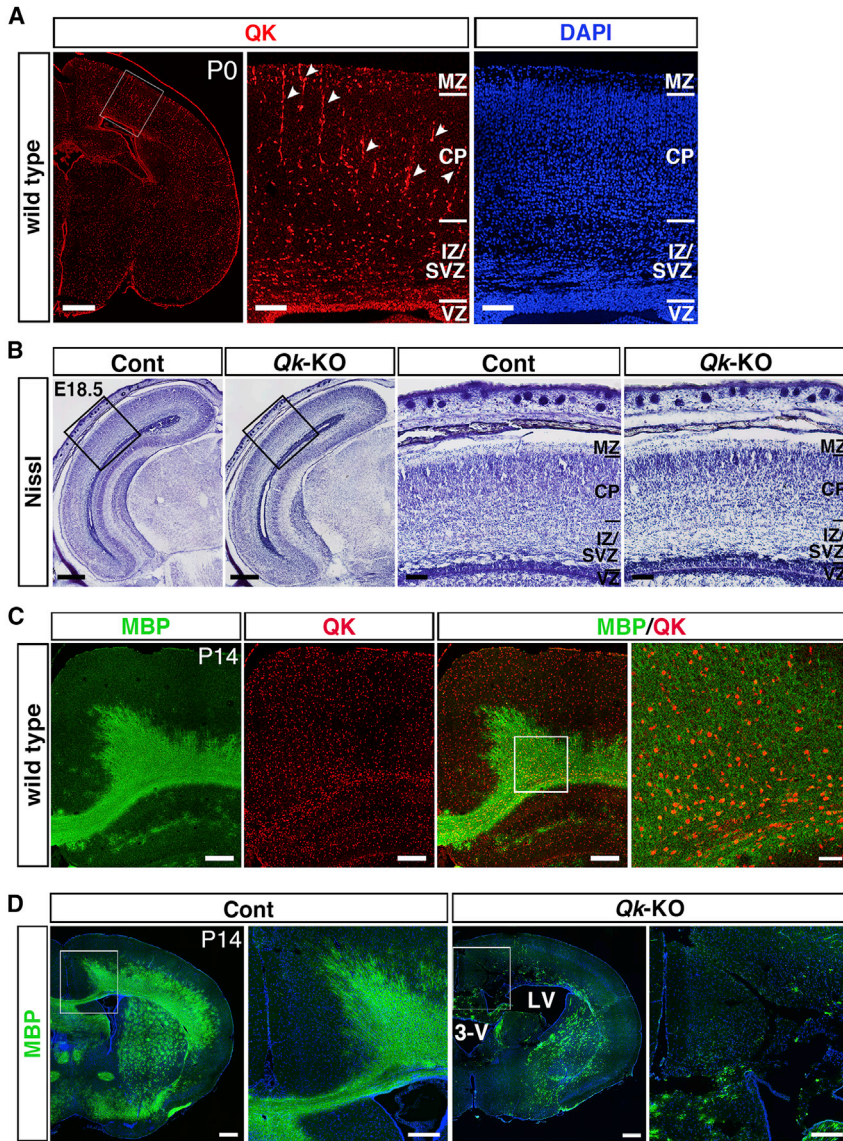 A
QK
DAPI
wild type
P0
MZ
CP
IZ/
SVZ
VZ
MZ
CP
IZ/
SVZ
VZ
B
Cont
Qk-KO
Cont
Qk-KO
Nissl
E18.5
MZ
CP
IZ/
SVZ
VZ
MZ
CP
IZ/
SVZ
VZ
C
MBP
QK
MBP/QK
wild type
P14
D
Cont
Qk-KO
MBP
P14
LV
3-V